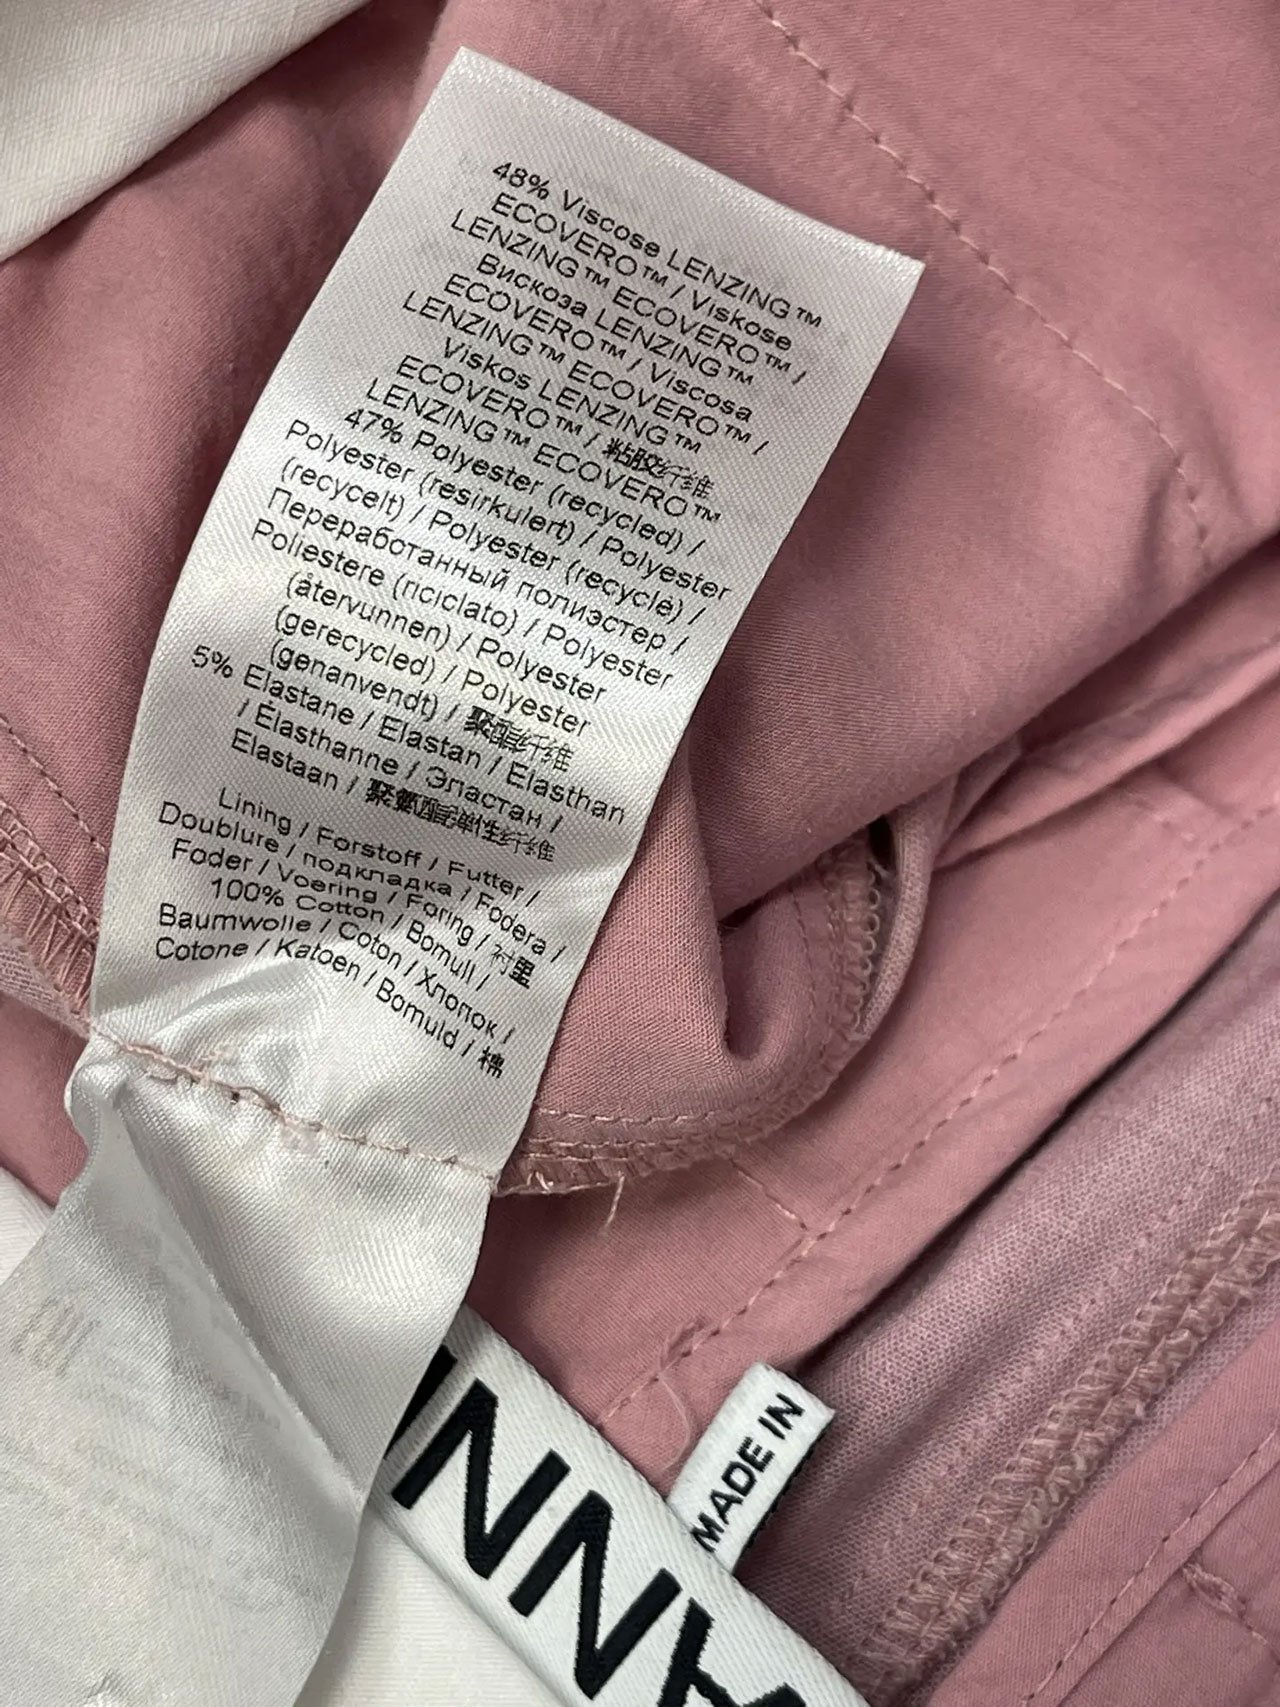 48% Viscose LENZING™
ECOVERO™ / Viskose
LENZING™ ECOVERO™ /
Вискоза LENZING™
ECOVERO™ / Viscosa
LENZING™ ECOVERO™ /
Viskos LENZING™
ECOVERO™ / 粘胶纤维
LENZING™ ECOVERO™
47% Polyester (recycled) /
Polyester (resirkulert) / Polyester
(recycelt) / Polyester (recyclé) /
Переработанный полиэстер /
Poliestere (riciclato) / Polyester
(återvunnen) / Polyester
(gerecycled) / Polyester
(genanvendt) / 聚酯纤维
5% Elastane / Elastan / Elasthan
/ Élasthanne / Эластан /
Elastaan / 聚氨酯弹性纤维
Lining / Forstoff / Futter /
Doublure / подкладка / Fodera /
Foder / Voering / Foring / 衬里
100% Cotton / Bomull /
Baumwolle / Coton / Хлопок /
Cotone / Katoen / Bomuld / 棉
MADE IN